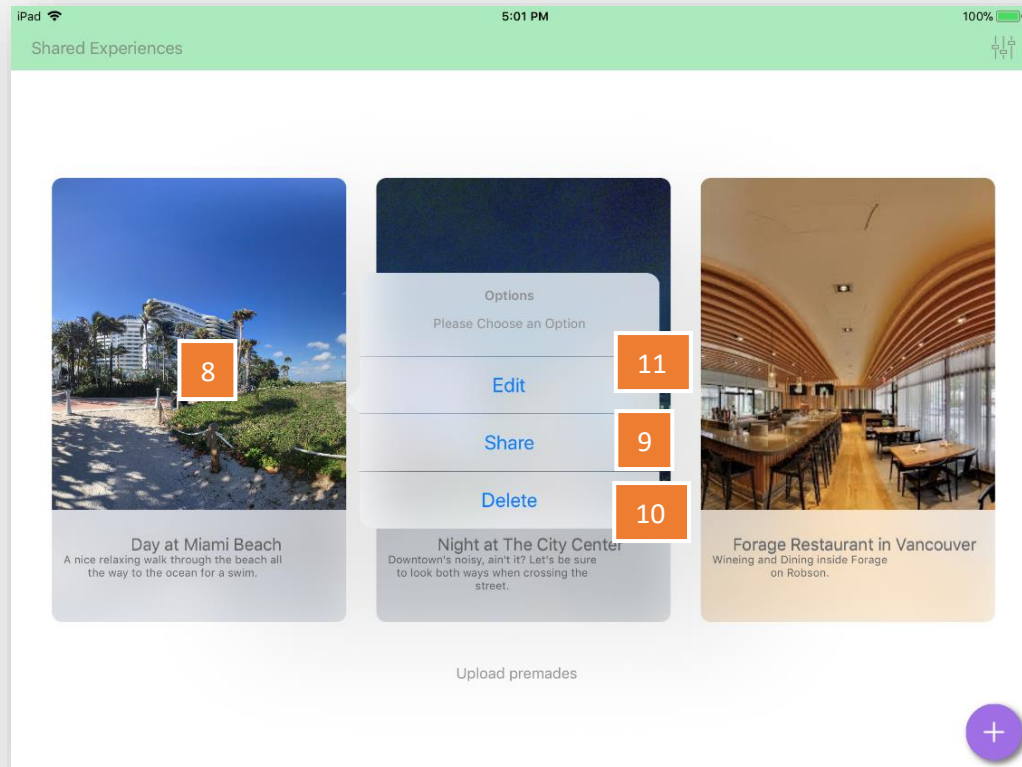 iPad 5:01 PM 100%
Shared Experiences
8
Options
Please Choose an Option
Edit
11
Share
9
Delete
10
Day at Miami Beach
A nice relaxing walk through the beach all
the way to the ocean for a swim.
Night at The City Center
Downtown's noisy, ain't it? Let's be sure
to look both ways when crossing the
street.
Forage Restaurant in Vancouver
Wineing and Dining inside Forage
on Robson.
Upload premades